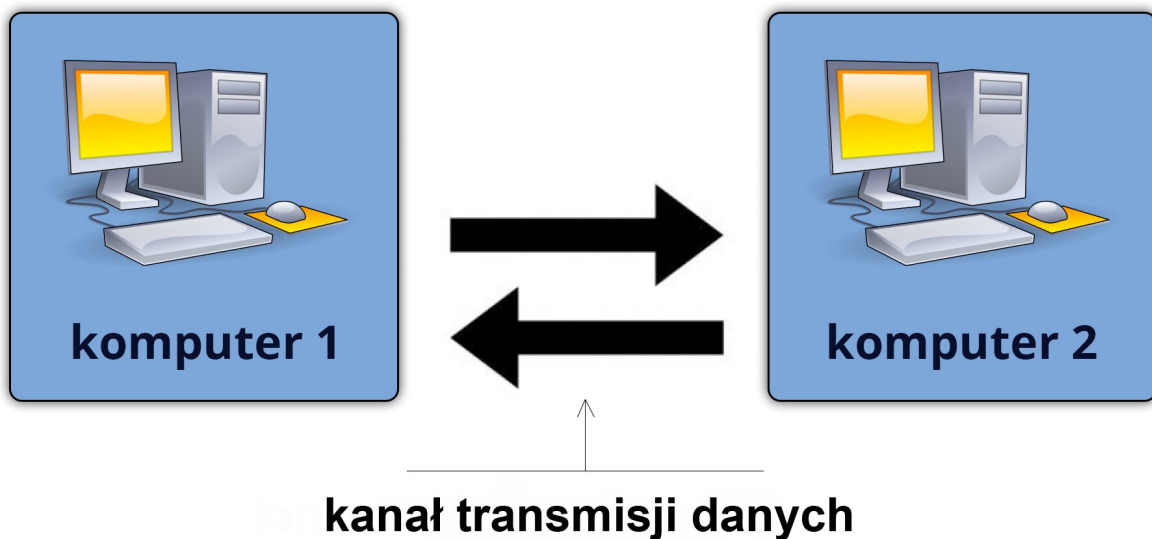 komputer 1
komputer 2
kanał transmisji danych